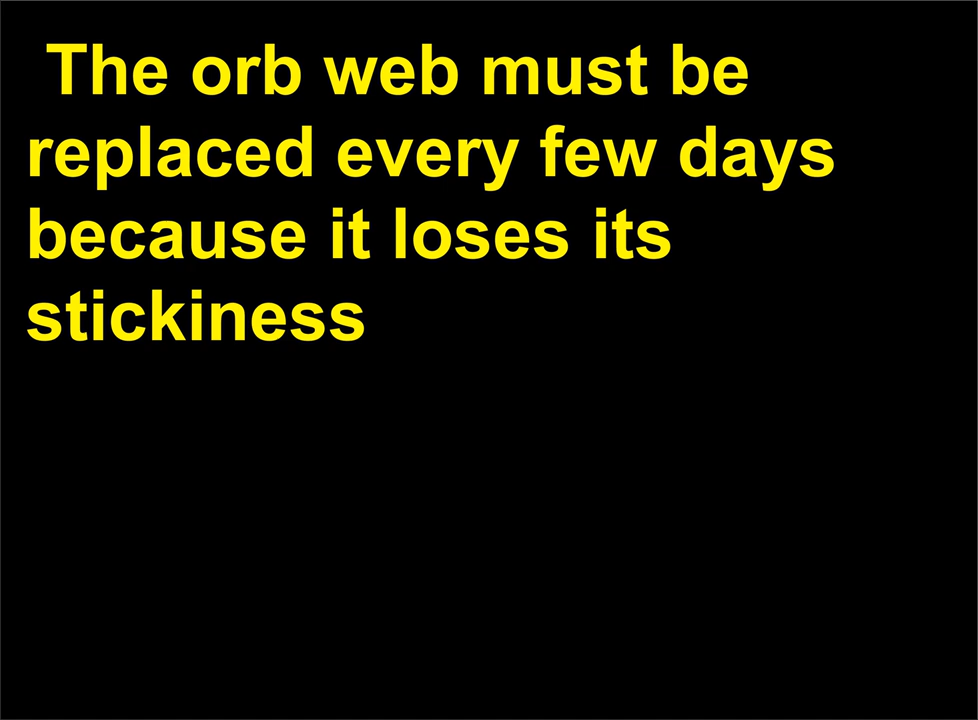 The orb web must be
replaced every few days
because it loses its
stickiness